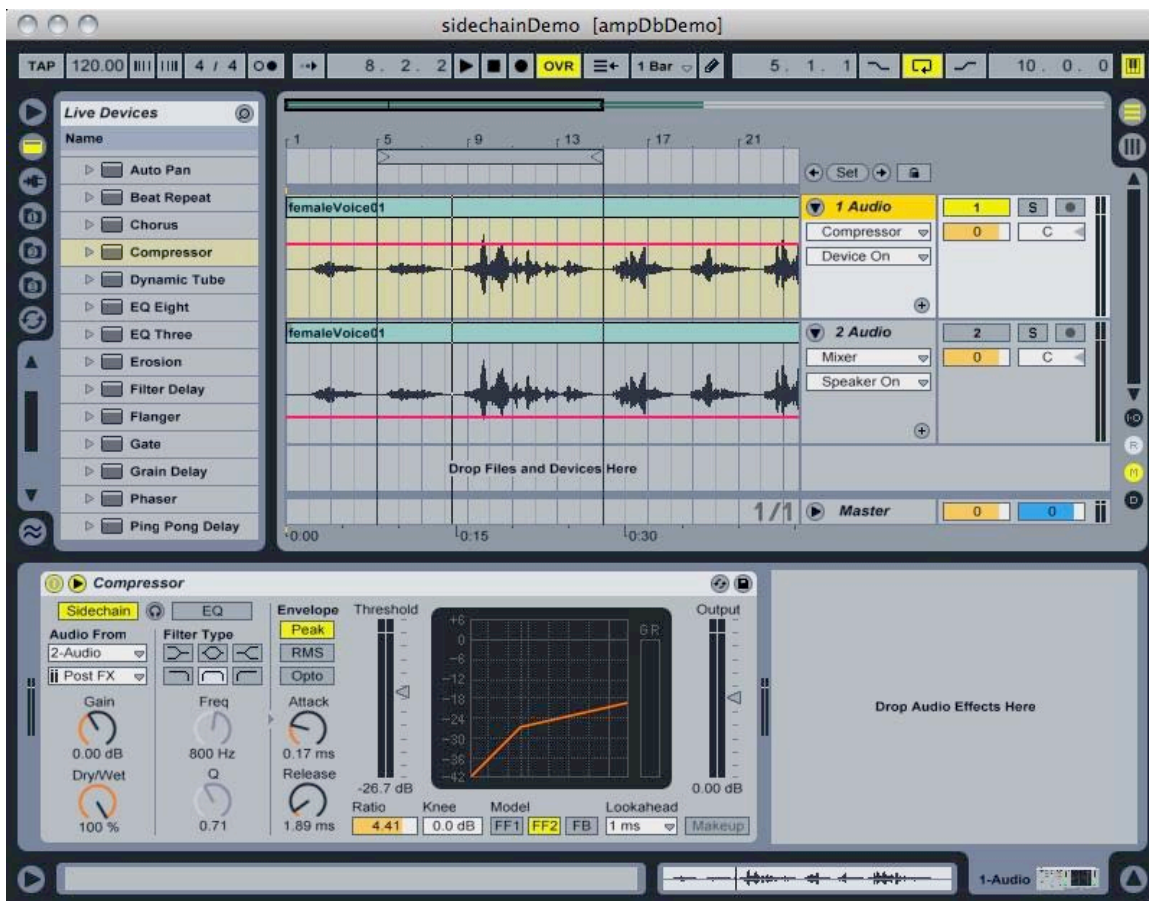 sidechainDemo [ampDbDemo]
TAP 120.00 4 / 4 8. 2. 2 OVR 1 Bar 5. 1. 1 10. 0. 0
Live Devices
Name
Auto Pan
Beat Repeat
Chorus
Compressor
Dynamic Tube
EQ Eight
EQ Three
Erosion
Filter Delay
Flanger
Gate
Grain Delay
Phaser
Ping Pong Delay
1 5 9 13 17 21
Set
femaleVoice01
1 Audio 1 S
Compressor 0 C
Device On
femaleVoice01
2 Audio 2 S
Mixer 0 C
Speaker On
Drop Files and Devices Here
1/1 Master 0 0
0:00 0:15 0:30
I-O
R
M
D
Compressor
Sidechain EQ Envelope Threshold Output
Audio From Filter Type Peak
2-Audio RMS
Post FX Opto
Gain Freq Attack
0.00 dB 800 Hz 0.17 ms
Dry/Wet Q Release
100 % 0.71 1.89 ms
+6
0
-6
-12
-18
-24
-30
-36
-42
GR
-26.7 dB 0.00 dB
Ratio Knee Model Lookahead
4.41 0.0 dB FF1 FF2 FB 1 ms Makeup
Drop Audio Effects Here
1-Audio